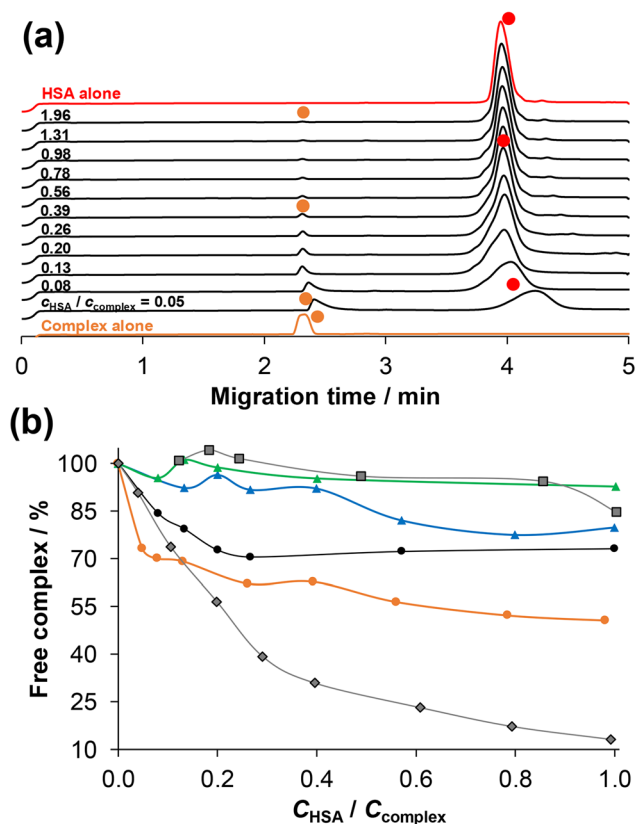 (a)
HSA alone
1.96
1.31
0.98
0.78
0.56
0.39
0.26
0.20
0.13
0.08
cHSA / ccomplex = 0.05
Complex alone
0 1 2 3 4 5
Migration time / min
(b)
100
85
70
55
40
25
10
Free complex / %
0.0 0.2 0.4 0.6 0.8 1.0
CHSA / Ccomplex